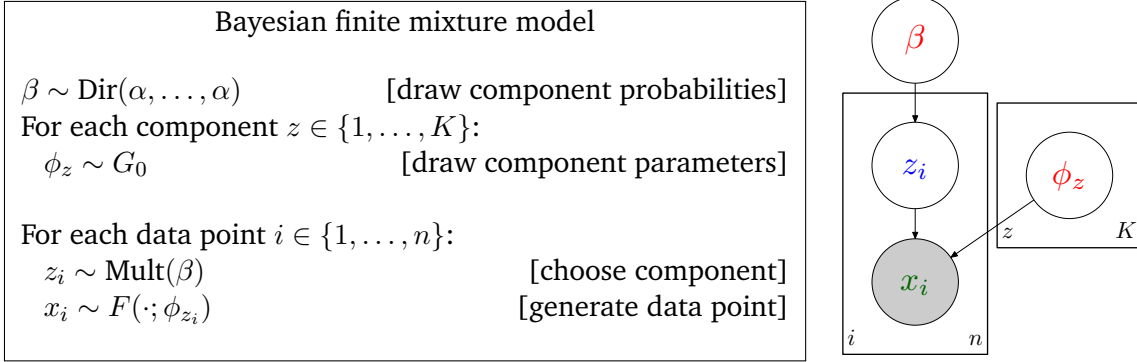 Bayesian finite mixture model
β ∼ Dir(α, . . . , α) [draw component probabilities]
For each component z ∈ {1, . . . , K}:
ϕ_z ∼ G_0 [draw component parameters]
For each data point i ∈ {1, . . . , n}:
z_i ∼ Mult(β) [choose component]
x_i ∼ F(·; ϕ_{z_i}) [generate data point]
β
z_i
ϕ_z
z K
x_i
i n